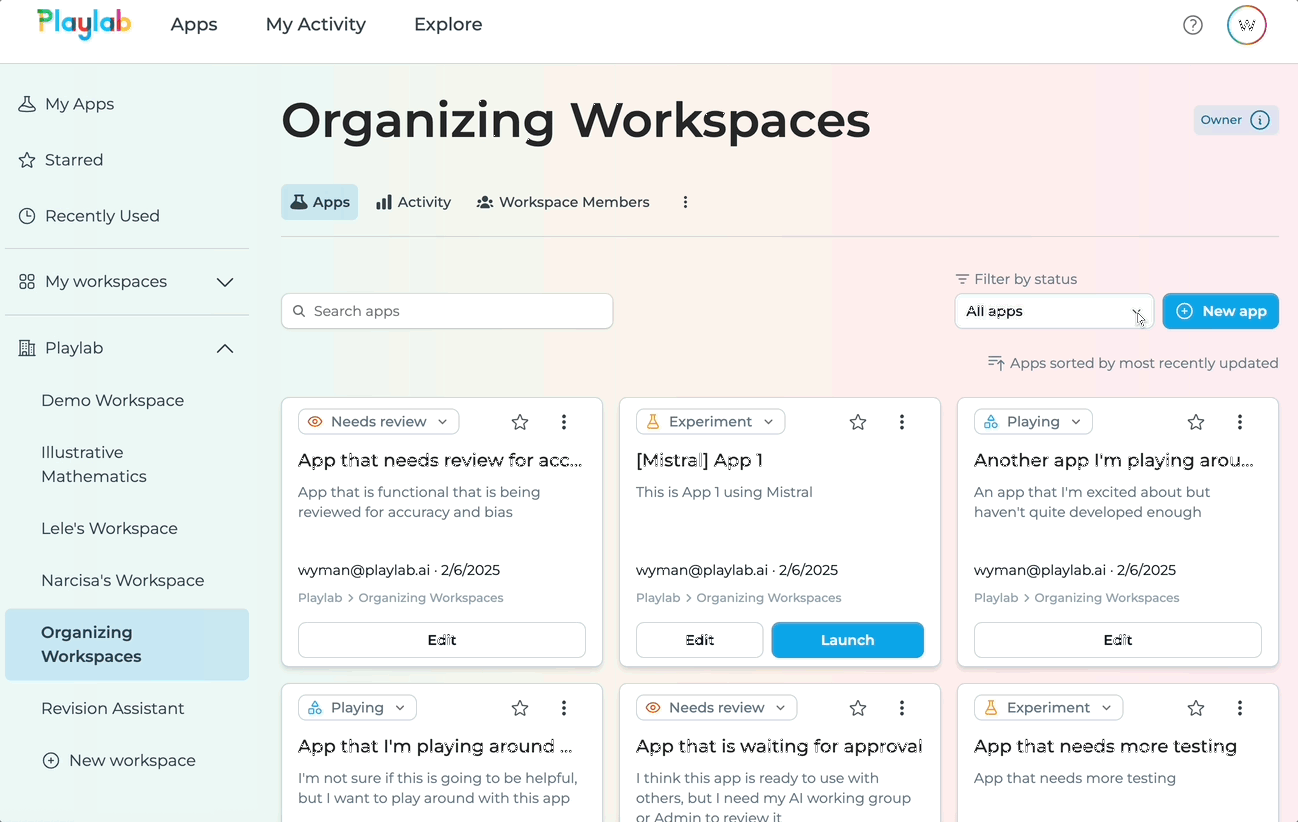 Playlab
Apps
My Activity
Explore
W
My Apps
Starred
Recently Used
My workspaces
Playlab
Demo Workspace
Illustrative
Mathematics
Lele's Workspace
Narcisa's Workspace
Organizing
Workspaces
Revision Assistant
New workspace
Organizing Workspaces
Owner
Apps
Activity
Workspace Members
Filter by status
Search apps
All apps
New app
Apps sorted by most recently updated
Needs review
App that needs review for acc...
App that is functional that is being
reviewed for accuracy and bias
wyman@playlab.ai · 2/6/2025
Playlab > Organizing Workspaces
Edit
Experiment
[Mistral] App 1
This is App 1 using Mistral
wyman@playlab.ai · 2/6/2025
Playlab > Organizing Workspaces
Edit
Launch
Playing
Another app I'm playing arou...
An app that I'm excited about but
haven't quite developed enough
wyman@playlab.ai · 2/6/2025
Playlab > Organizing Workspaces
Edit
Playing
App that I'm playing around ...
I'm not sure if this is going to be helpful,
but I want to play around with this app
Needs review
App that is waiting for approval
I think this app is ready to use with
others, but I need my AI working group
or Admin to review it
Experiment
App that needs more testing
App that needs more testing